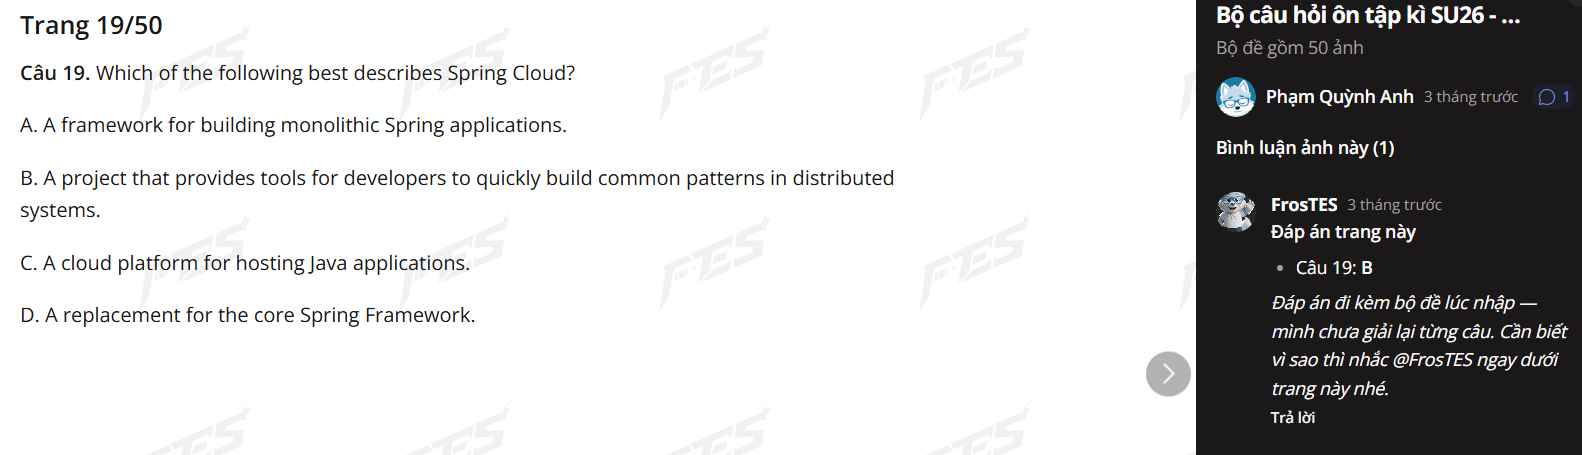 Trang 19/50
Câu 19. Which of the following best describes Spring Cloud?
A. A framework for building monolithic Spring applications.
B. A project that provides tools for developers to quickly build common patterns in distributed
systems.
C. A cloud platform for hosting Java applications.
D. A replacement for the core Spring Framework.
Bộ câu hỏi ôn tập kì SU26 - ...
Bộ đề gồm 50 ảnh
Phạm Quỳnh Anh 3 tháng trước 1
Bình luận ảnh này (1)
FrosTES 3 tháng trước
Đáp án trang này
• Câu 19: B
Đáp án đi kèm bộ đề lúc nhập —
mình chưa giải lại từng câu. Cần biết
vì sao thì nhắc @FrosTES ngay dưới
trang này nhé.
Trả lời